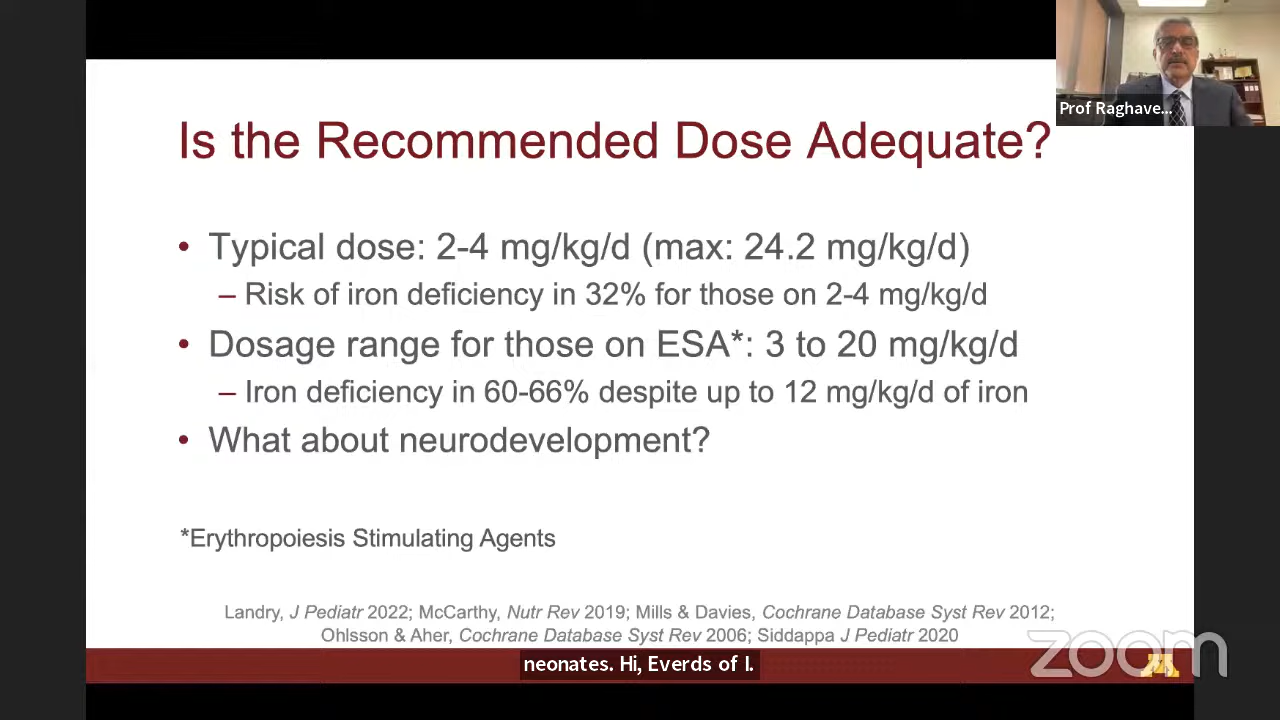 Prof Raghave...
Is the Recommended Dose Adequate?
• Typical dose: 2-4 mg/kg/d (max: 24.2 mg/kg/d)
– Risk of iron deficiency in 32% for those on 2-4 mg/kg/d
• Dosage range for those on ESA*: 3 to 20 mg/kg/d
– Iron deficiency in 60-66% despite up to 12 mg/kg/d of iron
• What about neurodevelopment?
*Erythropoiesis Stimulating Agents
Landry, J Pediatr 2022; McCarthy, Nutr Rev 2019; Mills & Davies, Cochrane Database Syst Rev 2012;
Ohlsson & Aher, Cochrane Database Syst Rev 2006; Siddappa J Pediatr 2020
zoom
neonates. Hi, Everds of I.